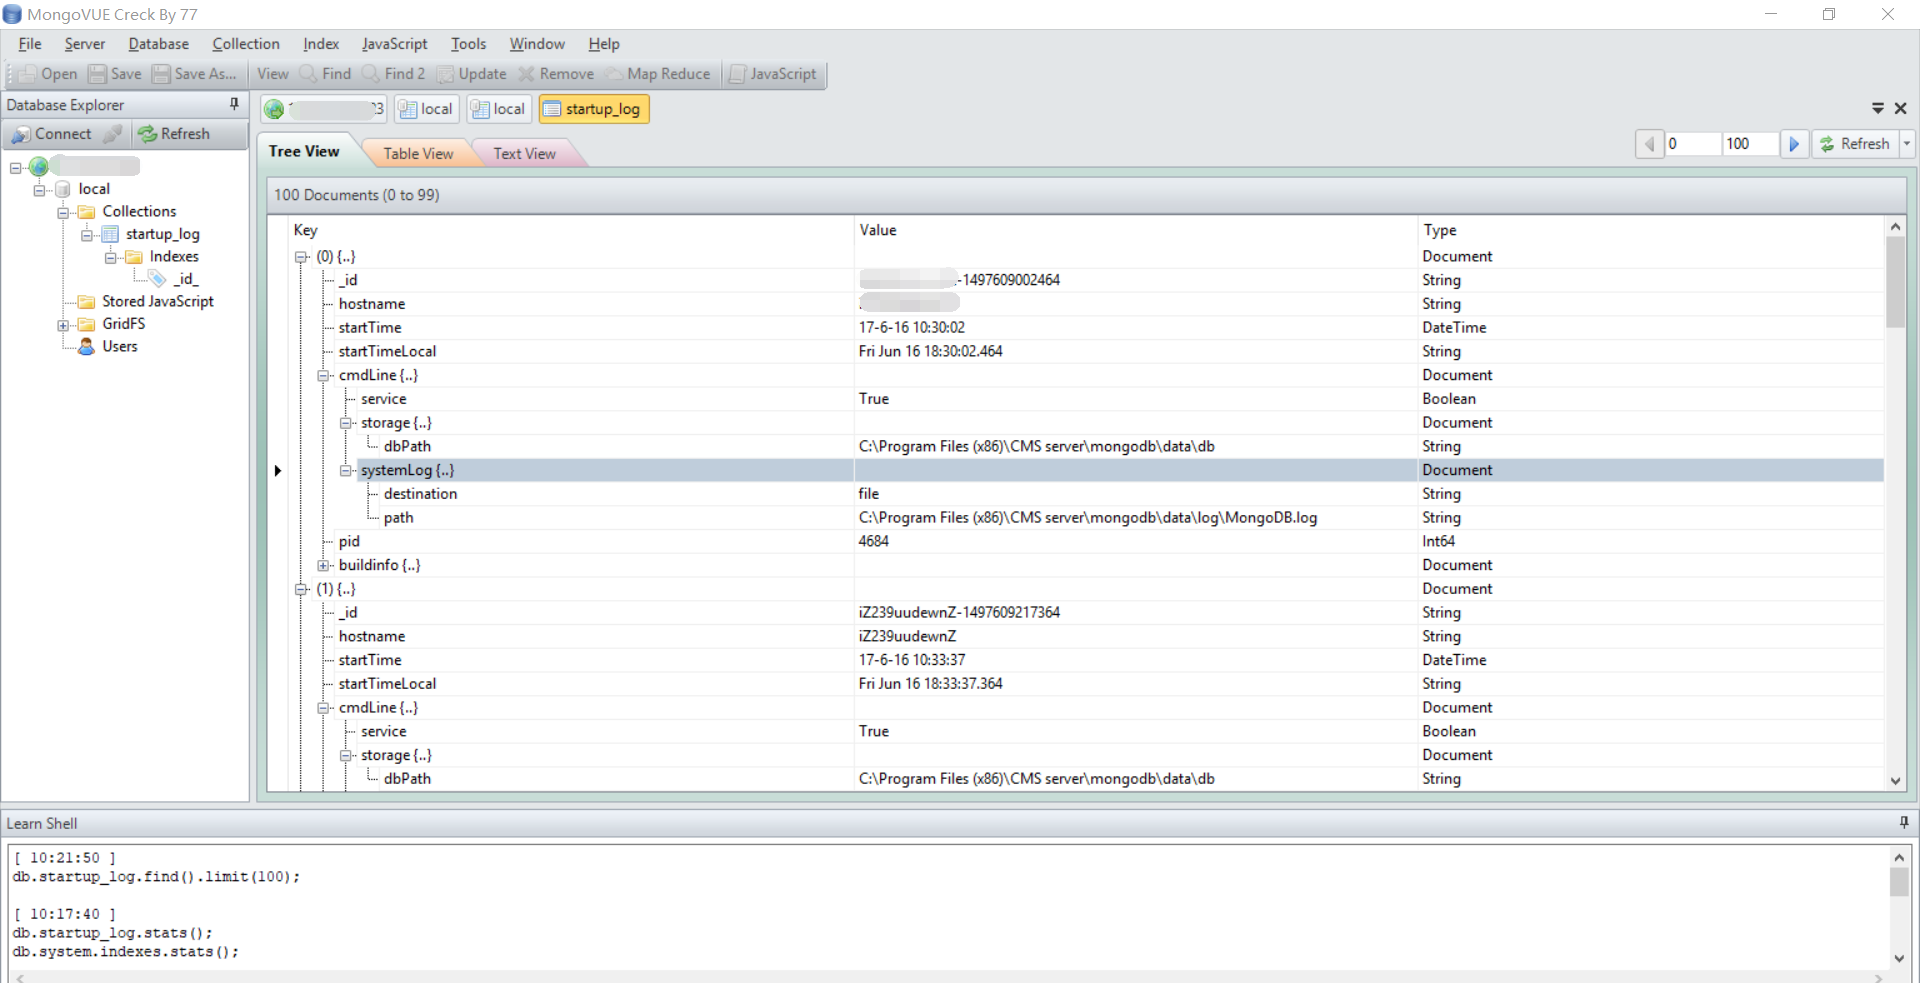 MongoVUE Creck By 77
File Server Database Collection Index JavaScript Tools Window Help
Open Save Save As... View Find Find 2 Update Remove Map Reduce JavaScript
Database Explorer
Connect Refresh
local
Collections
startup_log
Indexes
_id_
Stored JavaScript
GridFS
Users
local local startup_log
Tree View Table View Text View
0 100 Refresh
100 Documents (0 to 99)
Key Value Type
(0) {..} Document
_id -1497609002464 String
hostname String
startTime 17-6-16 10:30:02 DateTime
startTimeLocal Fri Jun 16 18:30:02.464 String
cmdLine {..} Document
service True Boolean
storage {..} Document
dbPath C:\Program Files (x86)\CMS server\mongodb\data\db String
systemLog {..} Document
destination file String
path C:\Program Files (x86)\CMS server\mongodb\data\log\MongoDB.log String
pid 4684 Int64
buildinfo {..} Document
(1) {..} Document
_id iZ239uudewnZ-1497609217364 String
hostname iZ239uudewnZ String
startTime 17-6-16 10:33:37 DateTime
startTimeLocal Fri Jun 16 18:33:37.364 String
cmdLine {..} Document
service True Boolean
storage {..} Document
dbPath C:\Program Files (x86)\CMS server\mongodb\data\db String
Learn Shell
[ 10:21:50 ]
db.startup_log.find().limit(100);
[ 10:17:40 ]
db.startup_log.stats();
db.system.indexes.stats();